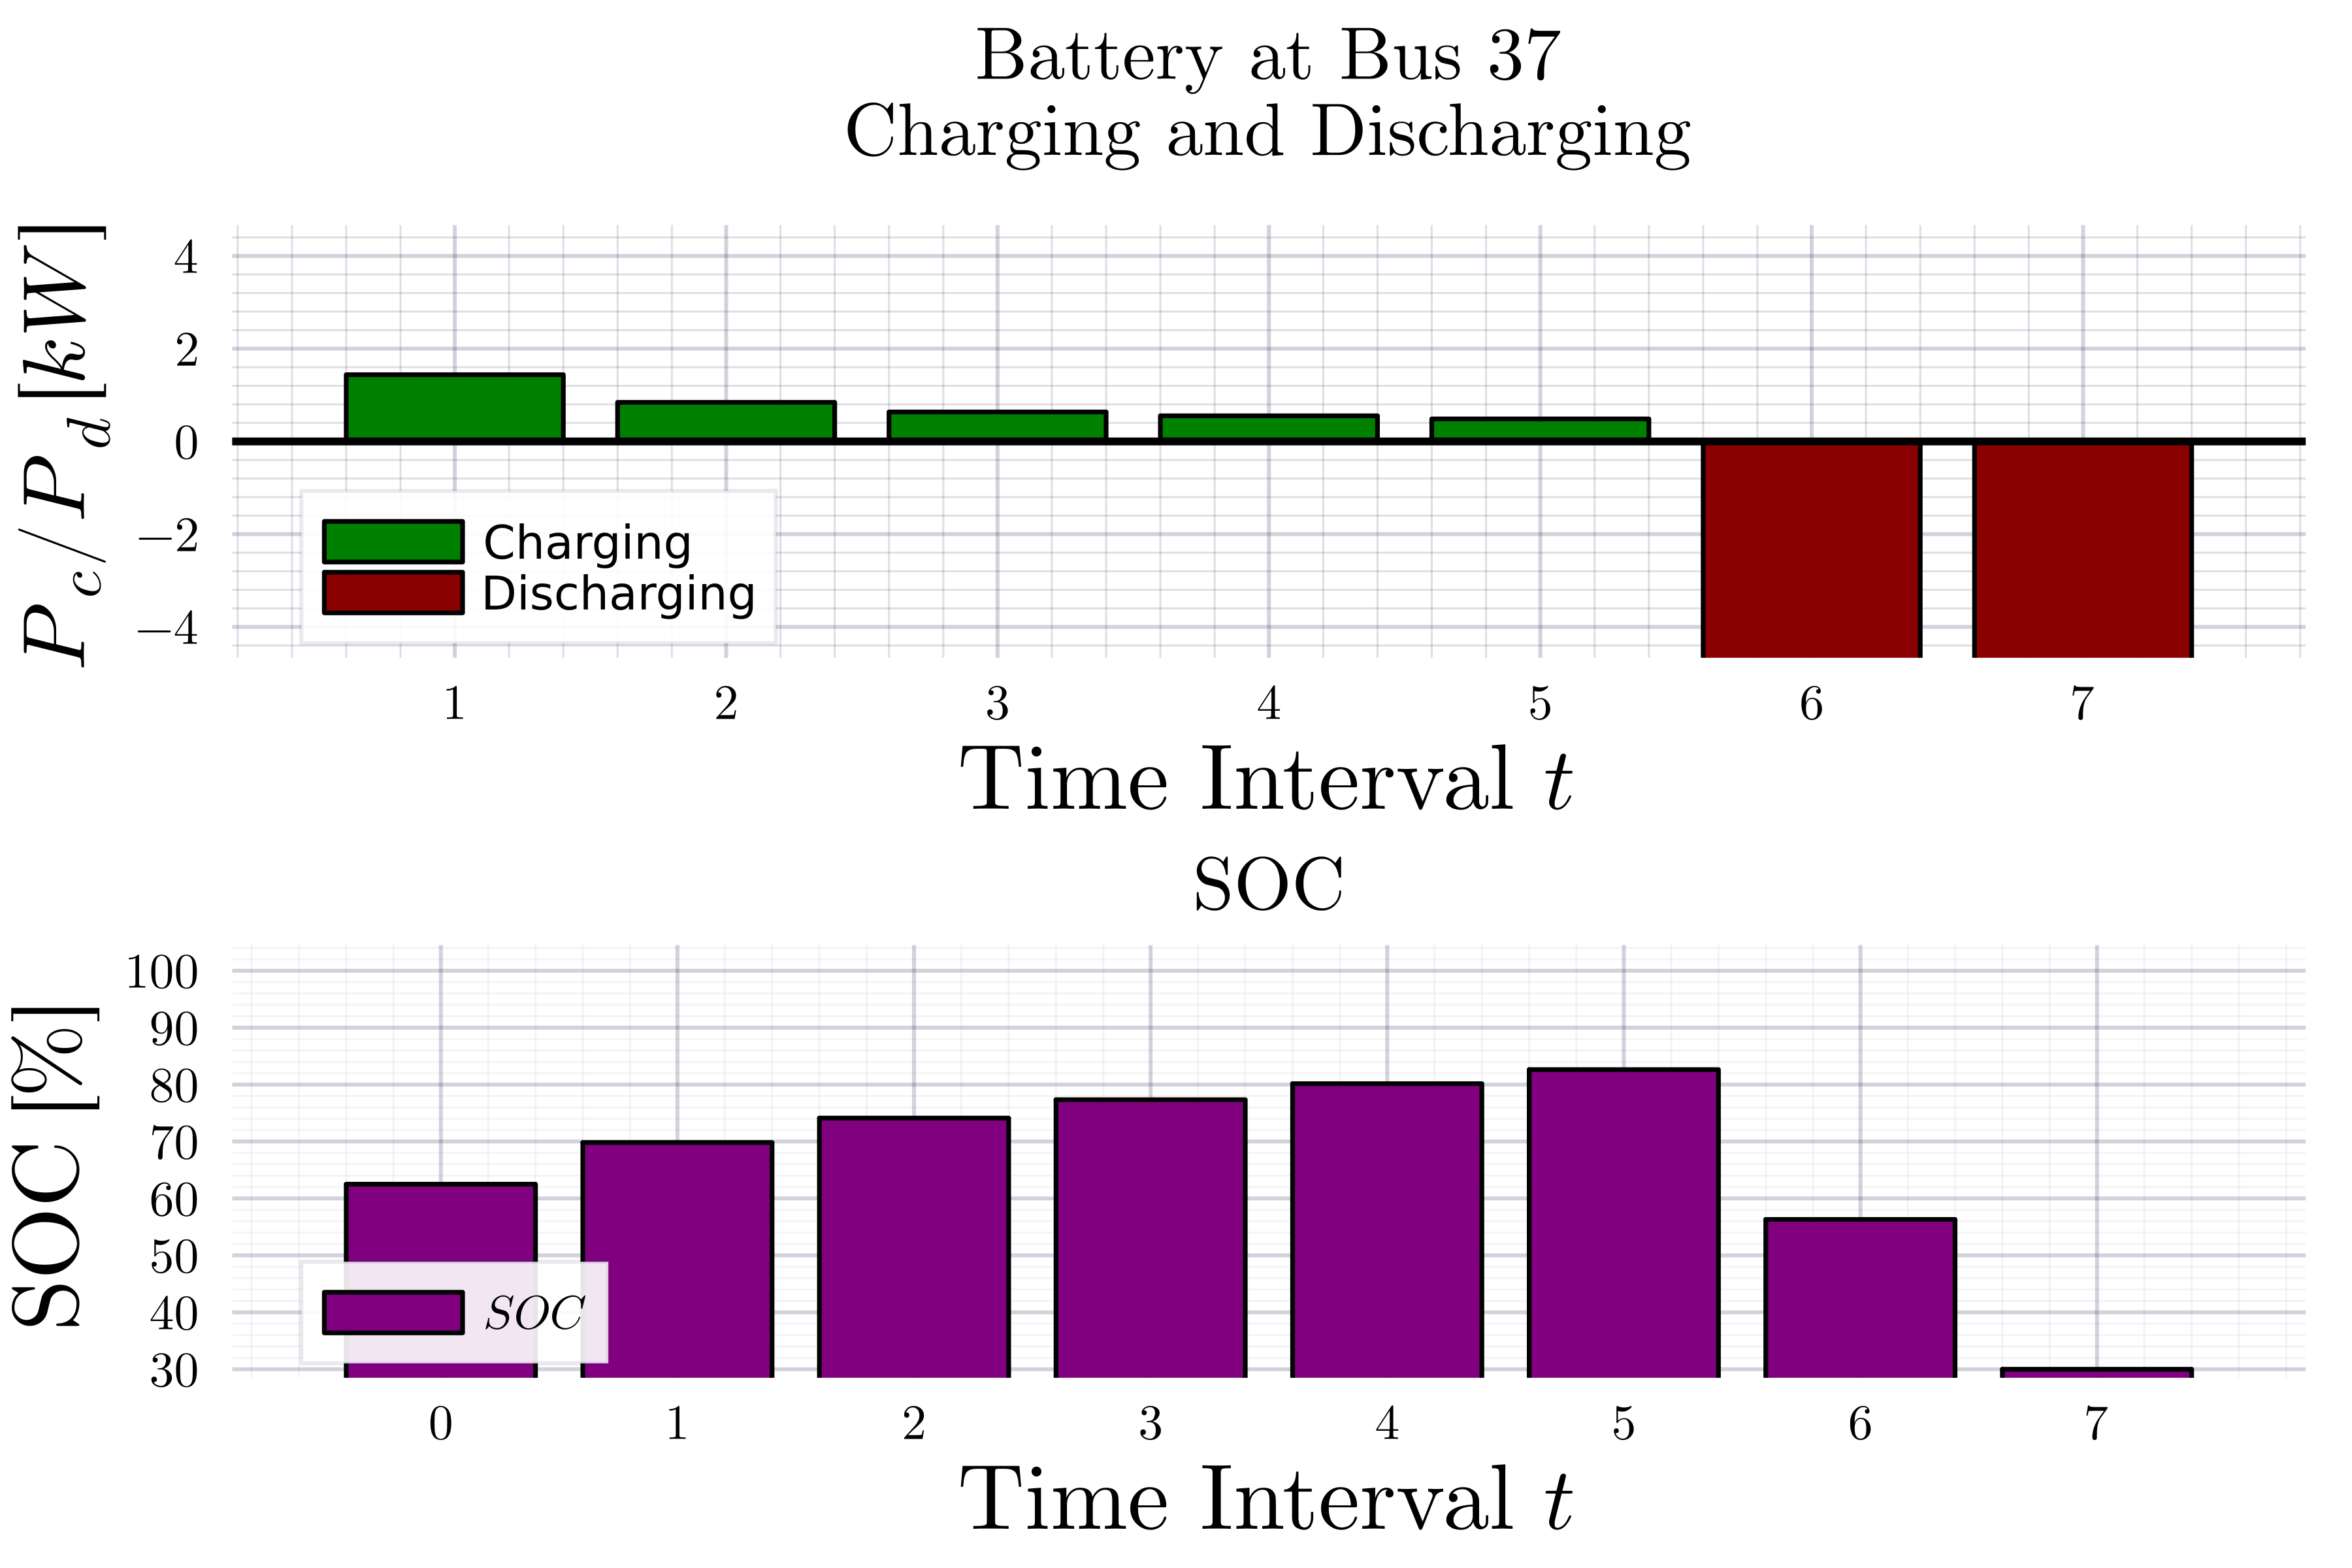 Battery at Bus 37
Charging and Discharging
P_c/P_d [kW]
4
2
0
−2
−4
Charging
Discharging
1 2 3 4 5 6 7
Time Interval t
SOC
SOC [%]
100
90
80
70
60
50
40
30
SOC
0 1 2 3 4 5 6 7
Time Interval t